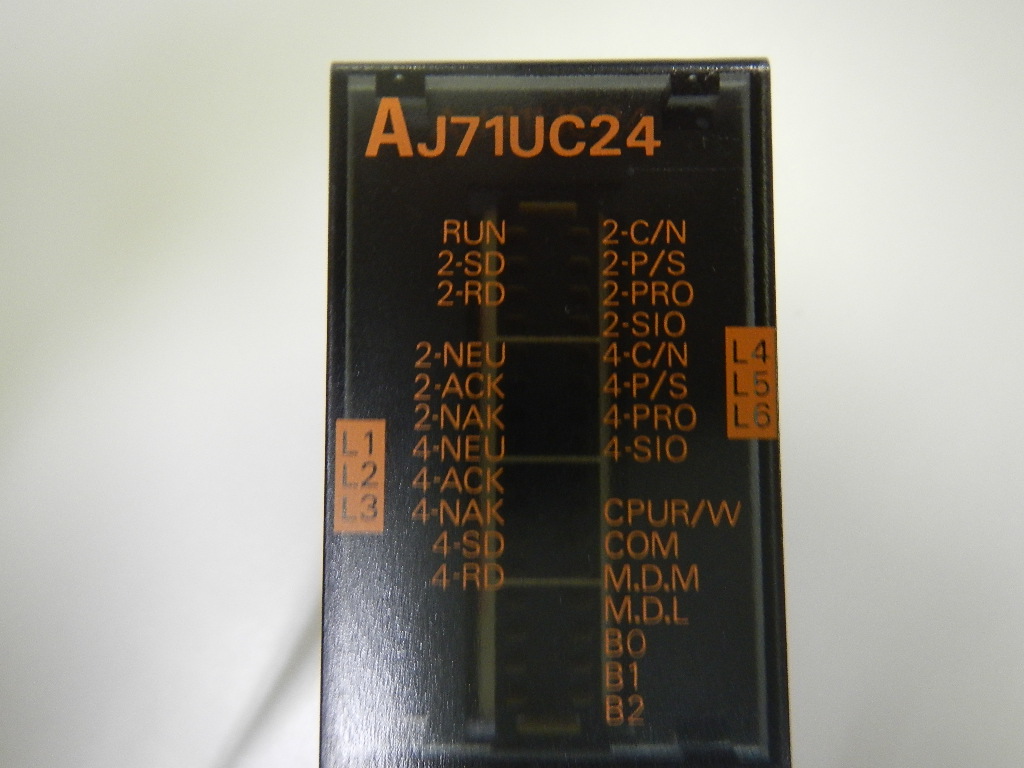 AJ71UC24
RUN 2-C/N
2-SD 2-P/S
2-RD 2-PRO
2-SIO
2-NEU 4-C/N L4
2-ACK 4-P/S L5
2-NAK 4-PRO L6
L1 4-NEU 4-SIO
L2 4-ACK
L3 4-NAK CPUR/W
4-SD COM
4-RD M.D.M
M.D.L
B0
B1
B2